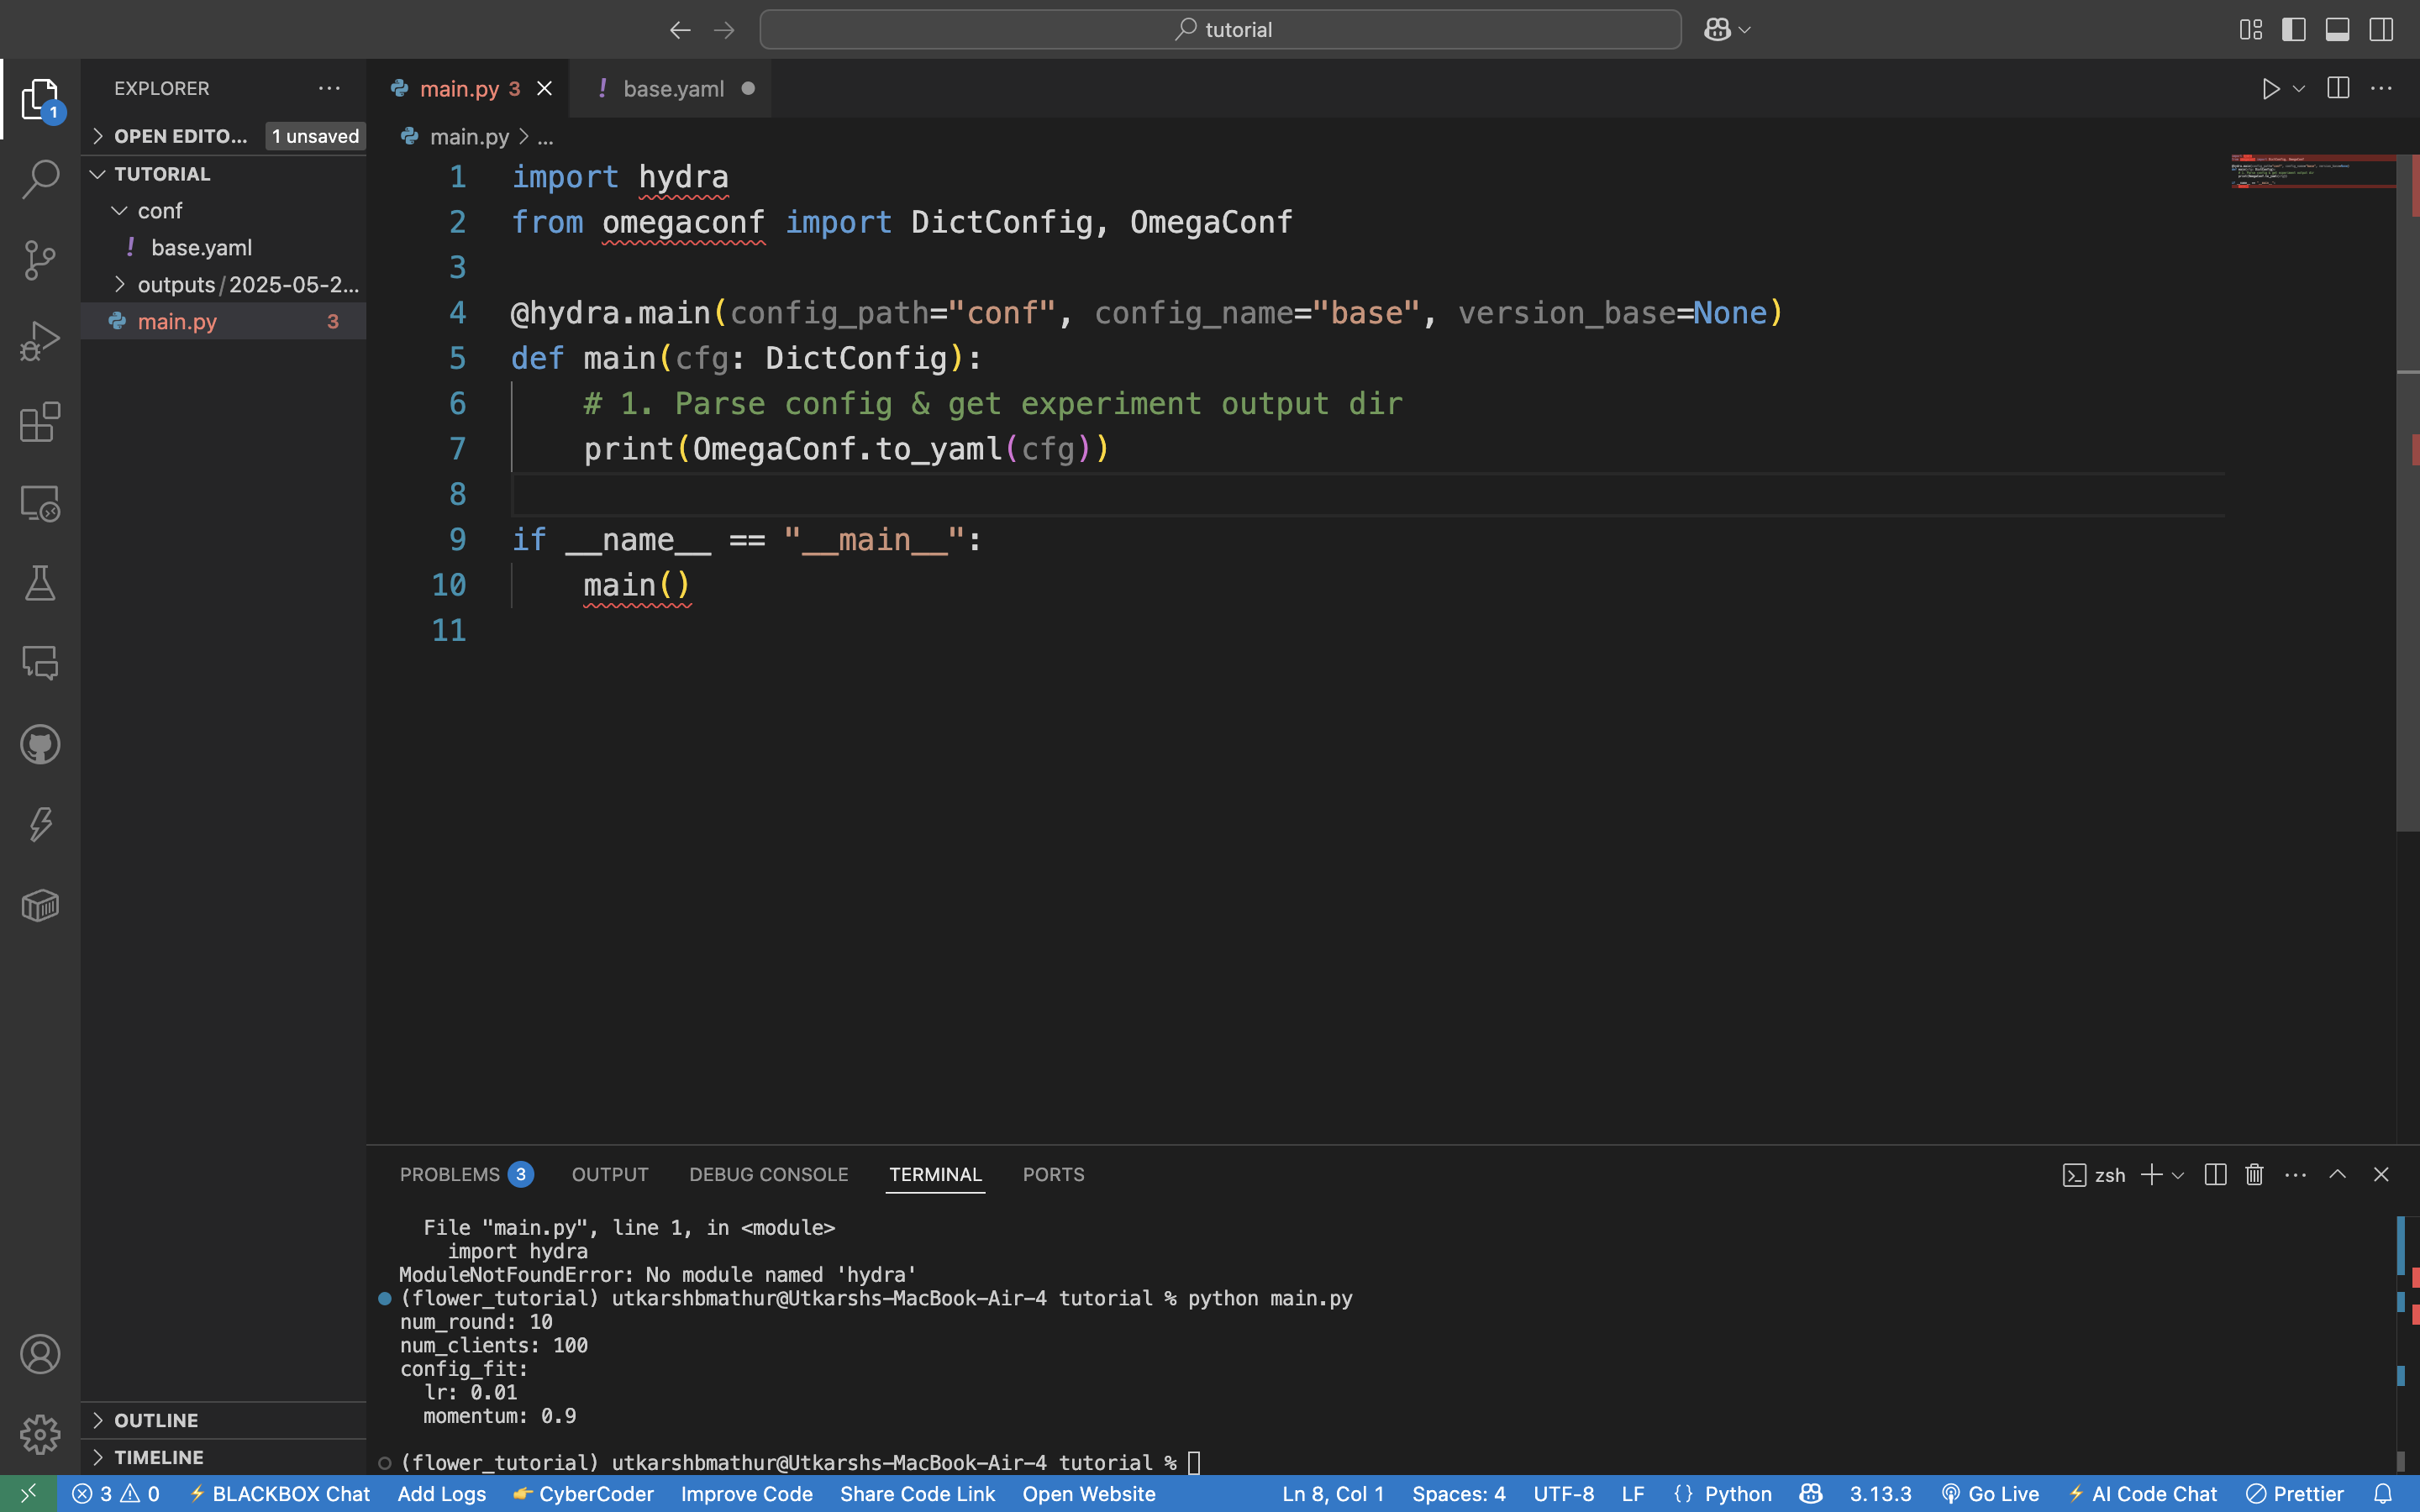 tutorial
EXPLORER
main.py 3
base.yaml
1
OPEN EDITO... 1 unsaved
main.py > ...
TUTORIAL
conf
! base.yaml
outputs/2025-05-2...
main.py 3
1 import hydra
2 from omegaconf import DictConfig, OmegaConf
3
4 @hydra.main(config_path="conf", config_name="base", version_base=None)
5 def main(cfg: DictConfig):
6 # 1. Parse config & get experiment output dir
7 print(OmegaConf.to_yaml(cfg))
8
9 if __name__ == "__main__":
10 main()
11
PROBLEMS 3 OUTPUT DEBUG CONSOLE TERMINAL PORTS
zsh
File "main.py", line 1, in <module>
import hydra
ModuleNotFoundError: No module named 'hydra'
(flower_tutorial) utkarshbmathur@Utkarshs-MacBook-Air-4 tutorial % python main.py
num_round: 10
num_clients: 100
config_fit:
lr: 0.01
momentum: 0.9
(flower_tutorial) utkarshbmathur@Utkarshs-MacBook-Air-4 tutorial %
OUTLINE
TIMELINE
3 0 BLACKBOX Chat Add Logs CyberCoder Improve Code Share Code Link Open Website Ln 8, Col 1 Spaces: 4 UTF-8 LF {} Python 3.13.3 Go Live AI Code Chat Prettier